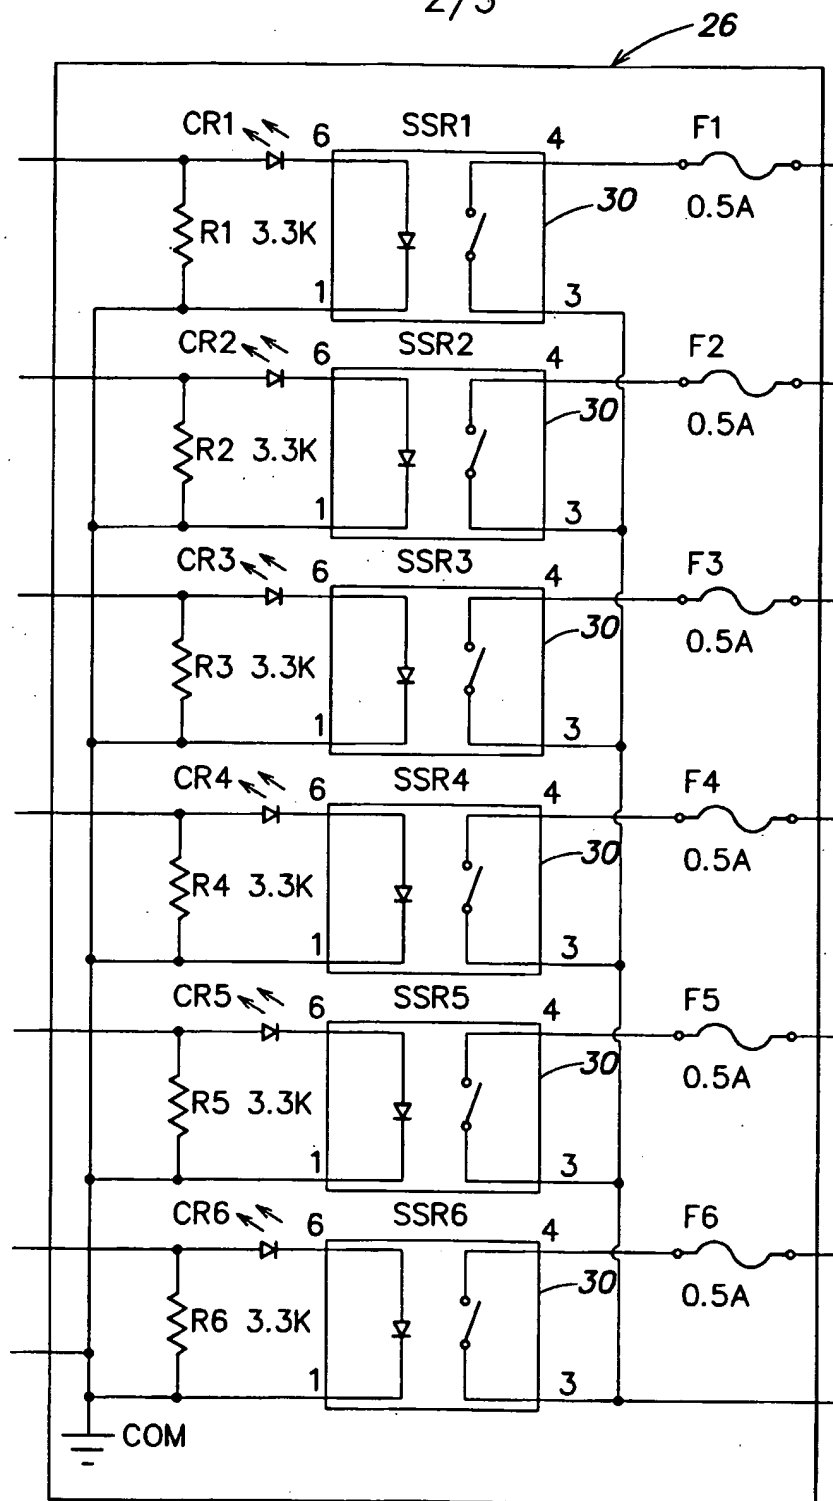 2/3
26
CR1 6 SSR1 4 F1
30
R1 3.3K 0.5A
1 3
CR2 6 SSR2 4 F2
30
R2 3.3K 0.5A
1 3
CR3 6 SSR3 4 F3
30
R3 3.3K 0.5A
1 3
CR4 6 SSR4 4 F4
30
R4 3.3K 0.5A
1 3
CR5 6 SSR5 4 F5
30
R5 3.3K 0.5A
1 3
CR6 6 SSR6 4 F6
30
R6 3.3K 0.5A
1 3
COM